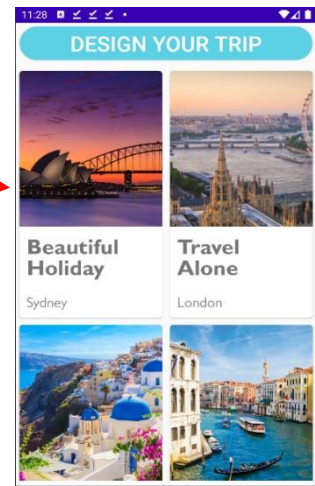 11:28
DESIGN YOUR TRIP
Beautiful
Holiday
Sydney
Travel
Alone
London